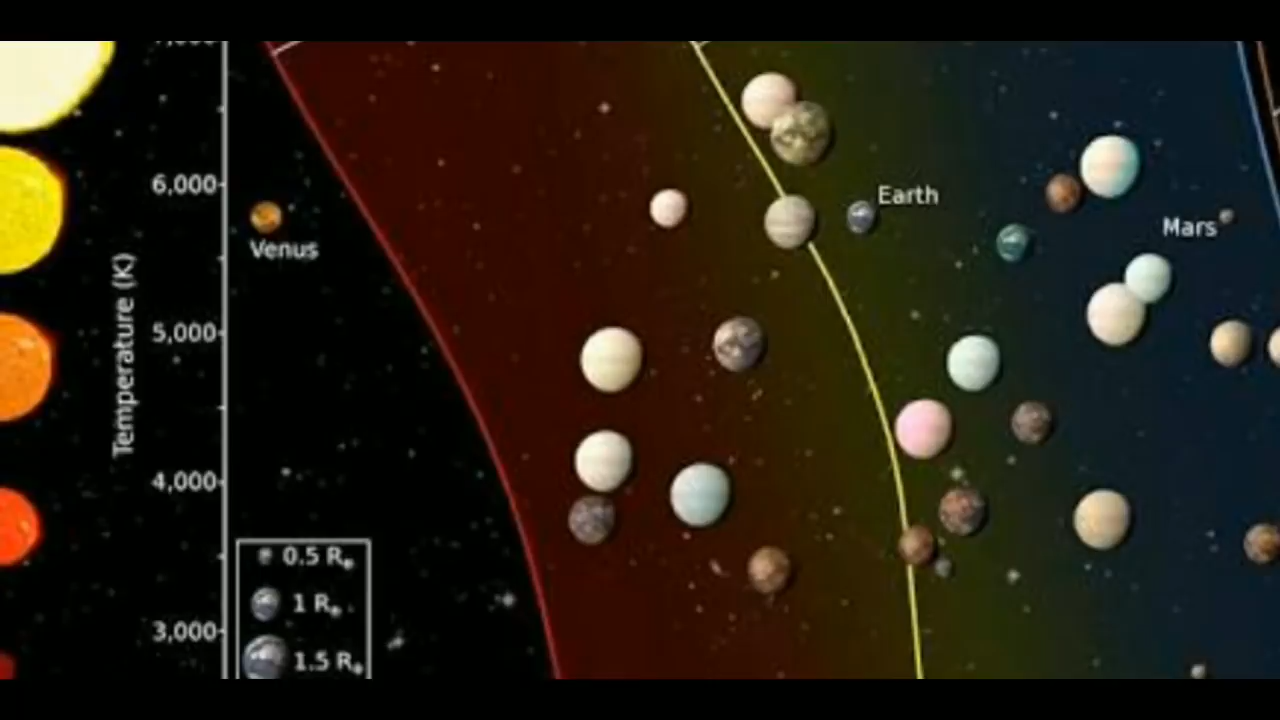 6,000
Earth
Mars
Venus
Temperature (K)
5,000
4,000
0.5 R⊕
1 R⊕
3,000
1.5 R⊕